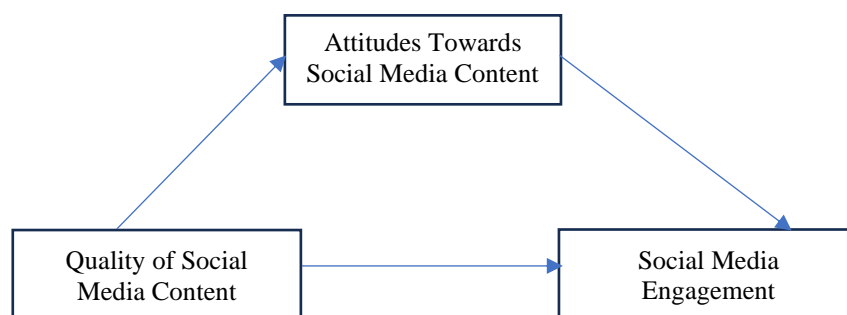 Attitudes Towards
Social Media Content
Quality of Social
Media Content
Social Media
Engagement